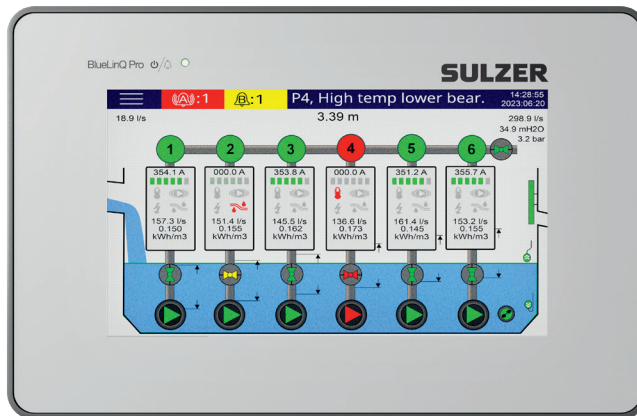 BlueLinQ Pro
SULZER
A:1
B:1
P4, High temp lower bear.
14:28:55
2023:06:20
18.9 l/s
3.39 m
298.9 l/s
34.9 mH2O
3.2 bar
1 2 3 4 5 6
354.1 A 000.0 A 353.8 A 000.0 A 351.2 A 355.7 A
157.3 l/s 151.4 l/s 145.5 l/s 136.6 l/s 161.4 l/s 153.2 l/s
0.150 0.155 0.162 0.173 0.145 0.155
kWh/m3 kWh/m3 kWh/m3 kWh/m3 kWh/m3 kWh/m3